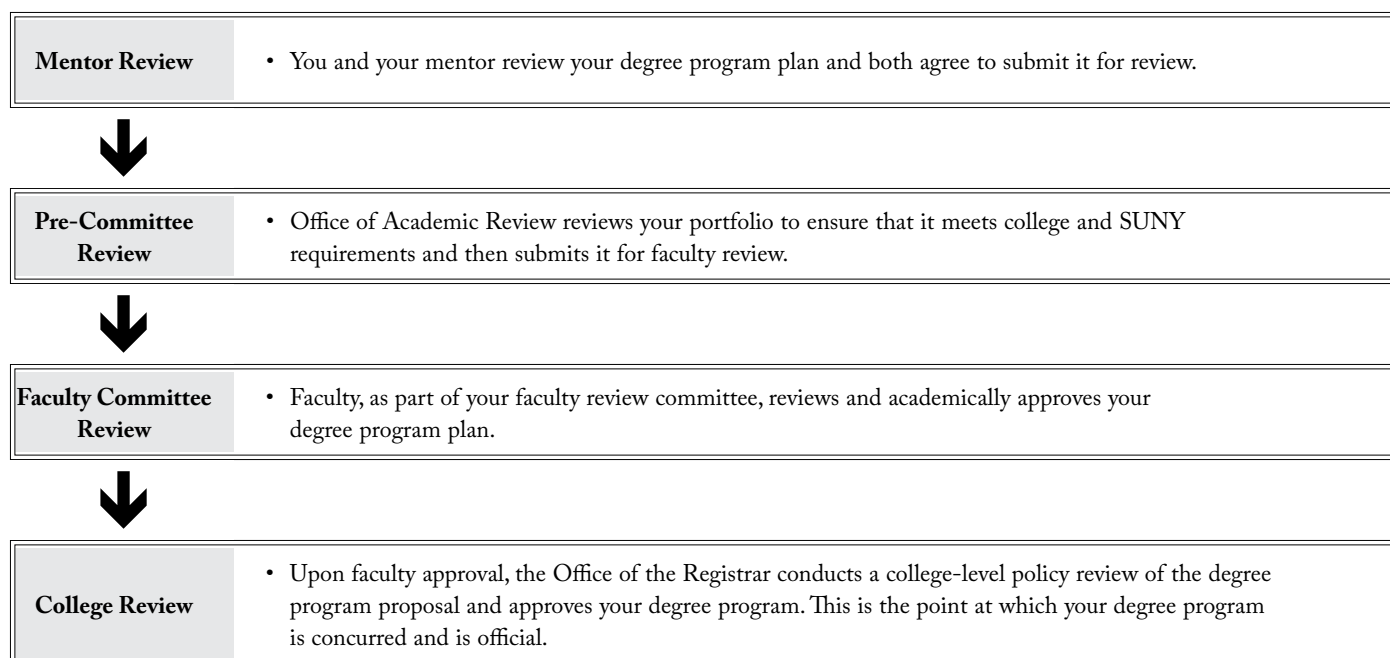 Mentor Review
• You and your mentor review your degree program plan and both agree to submit it for review.
Pre-Committee
Review
• Office of Academic Review reviews your portfolio to ensure that it meets college and SUNY
requirements and then submits it for faculty review.
Faculty Committee
Review
• Faculty, as part of your faculty review committee, reviews and academically approves your
degree program plan.
College Review
• Upon faculty approval, the Office of the Registrar conducts a college-level policy review of the degree
program proposal and approves your degree program. This is the point at which your degree program
is concurred and is official.